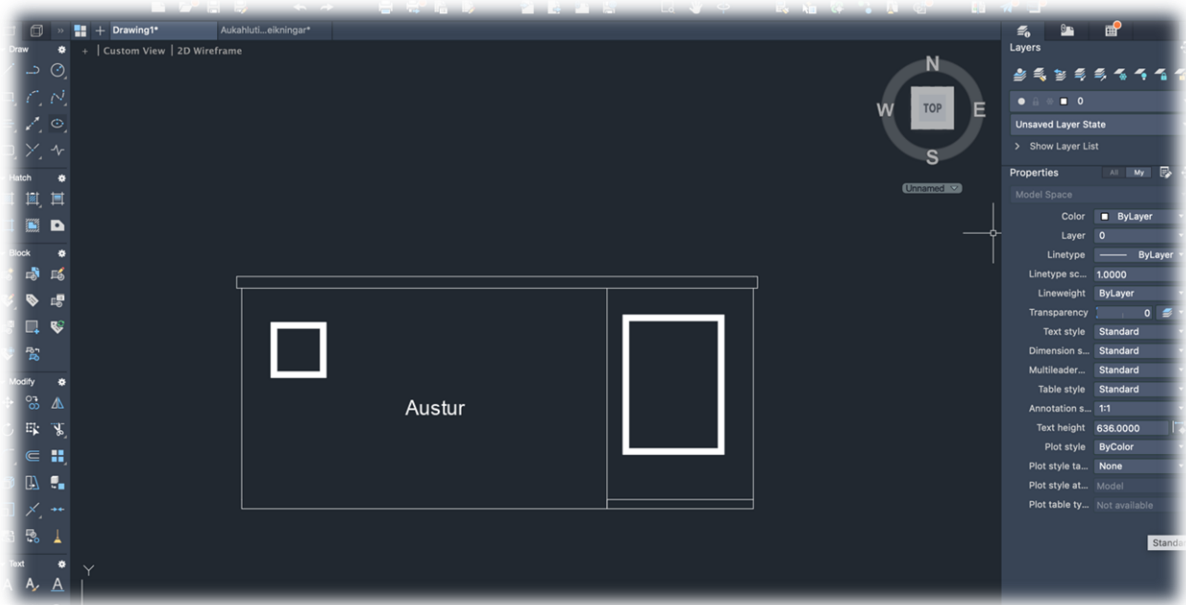 Drawing1*
Aukahluti...eikningar*
+ | Custom View | 2D Wireframe
Draw
Hatch
Block
Modify
Text
N
W
TOP
E
S
Unnamed
Austur
Y
Layers
0
Unsaved Layer State
> Show Layer List
Properties
All
My
Model Space
Color ByLayer
Layer 0
Linetype ByLayer
Linetype sc... 1.0000
Lineweight ByLayer
Transparency 0
Text style Standard
Dimension s... Standard
Multileader... Standard
Table style Standard
Annotation s... 1:1
Text height 636.0000
Plot style ByColor
Plot style ta... None
Plot style at... Model
Plot table ty... Not available
Standa